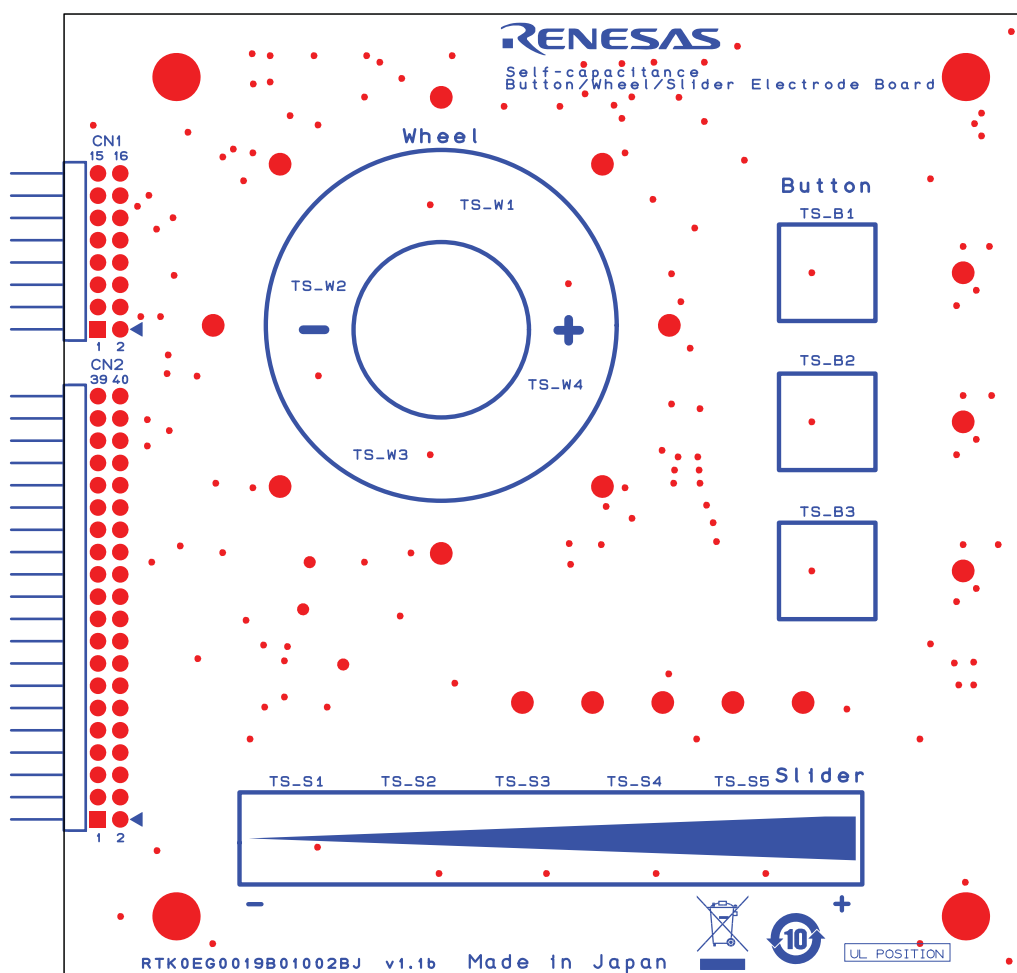 RENESAS
Self-capacitance
Button/Wheel/Slider Electrode Board
Wheel
CN1
15 16
TS_W1
Button
TS_B1
TS_W2
- +
1 2
CN2
39 40
TS_W4
TS_B2
TS_W3
TS_B3
Slider
TS_S1 TS_S2 TS_S3 TS_S4 TS_S5
1 2
- +
10
UL POSITION
RTK0EG0019B01002BJ v1.1b Made in Japan